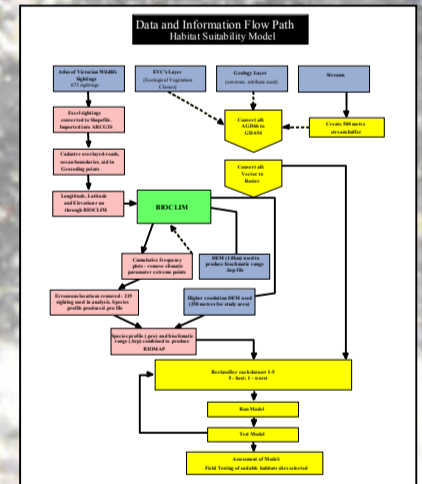 Data and Information Flow Path
Habitat Suitability Model
Atlas of Victorian Wildlife
Sightings
673 sightings
EVC's Layer
(Ecological Vegetation
Classes)
Geology Layer
(environ. attribute used)
Streams
Excel sightings
converted to Shapefile.
Imported into ARCGIS
Convert all:
AGD66 to
GDA94
Create 500 metre
stream buffer
Cadastre overlayed-roads,
ocean boundaries, aid in
Grounding points
Convert all:
Vector to
Raster
Longitude, Latitude
and Elevation run
through BIOCLIM
BIOCLIM
Cumulative frequency
plots - remove climatic
parameter extreme points
DEM used to
produce bioclimatic range
.bcp file
Erroneous locations removed - 219
sighting used in analysis. Species
profile produced .pro file
Higher resolution DEM used
(250 metres for study area)
Species profile (.pro) and bioclimatic
range (.bcp) combined to produce
BIOMAP
Reclassifier each dataset 1-5
5 - best; 1 - worst
Run Model
Test Model
Assessment of Model:
Field Testing of suitable habitats sites selected